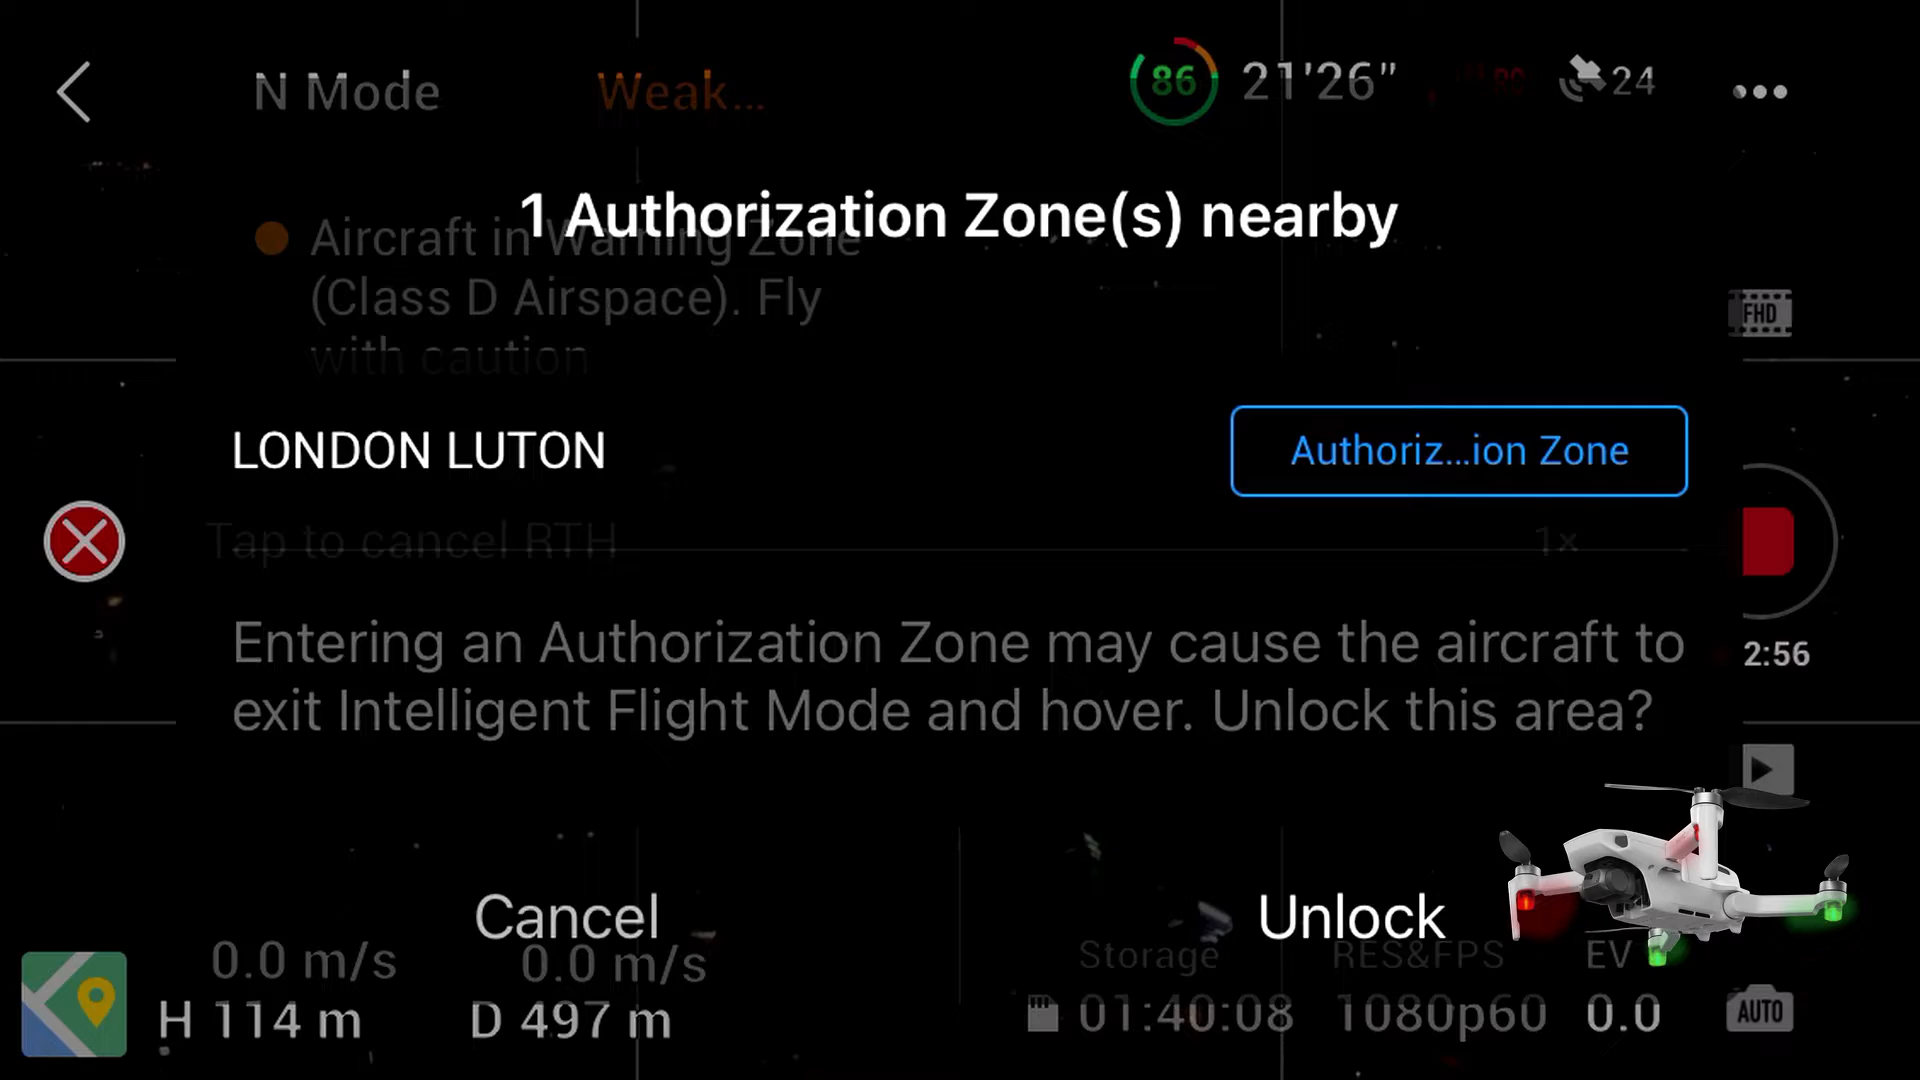 N Mode
Weak...
86
21'26"
RC
24
1 Authorization Zone(s) nearby
Aircraft in Warning Zone
(Class D Airspace). Fly
with caution
FHD
LONDON LUTON
Authoriz...ion Zone
Tap to cancel RTH
1x
Entering an Authorization Zone may cause the aircraft to
exit Intelligent Flight Mode and hover. Unlock this area?
2:56
Cancel
Unlock
0.0 m/s
0.0 m/s
Storage
RES&FPS
EV
H 114 m
D 497 m
01:40:08
1080p60
0.0
AUTO